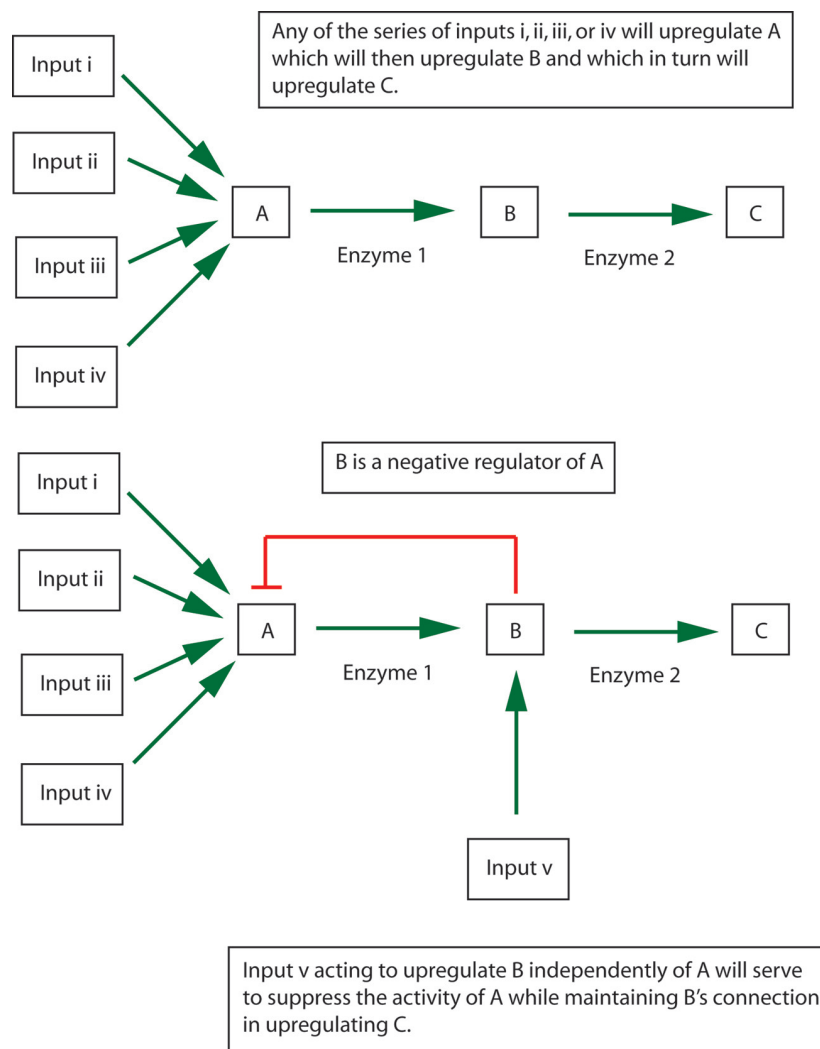 Any of the series of inputs i, ii, iii, or iv will upregulate A
which will then upregulate B and which in turn will
upregulate C.
Input i
Input ii
Input iii
Input iv
A
B
C
Enzyme 1
Enzyme 2
B is a negative regulator of A
Input i
Input ii
Input iii
Input iv
A
B
C
Enzyme 1
Enzyme 2
Input v
Input v acting to upregulate B independently of A will serve
to suppress the activity of A while maintaining B's connection
in upregulating C.